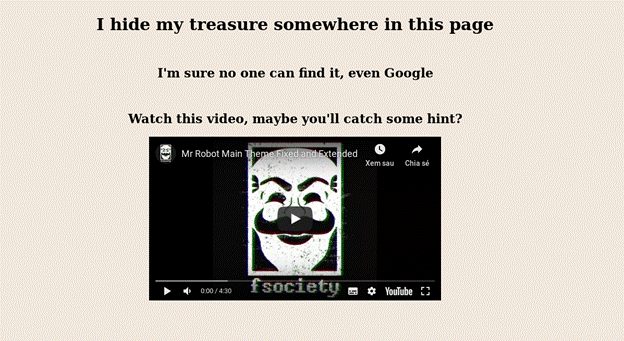 I hide my treasure somewhere in this page
I'm sure no one can find it, even Google
Watch this video, maybe you'll catch some hint?
Mr Robot Main Theme Fixed and Extended
Xem sau
Chia sẻ
fsociety
0:00 / 4:30
YouTube